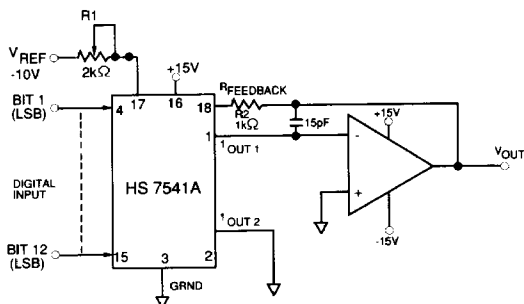 R1
VREF
-10V
2kΩ
+15V
BIT 1
(LSB)
4
17
16
18
RFEEDBACK
R2
1kΩ
15pF
+15V
1
IOUT 1
-
VOUT
DIGITAL
INPUT
HS 7541A
+
IOUT 2
-15V
BIT 12
(LSB)
15
3
2
GRND